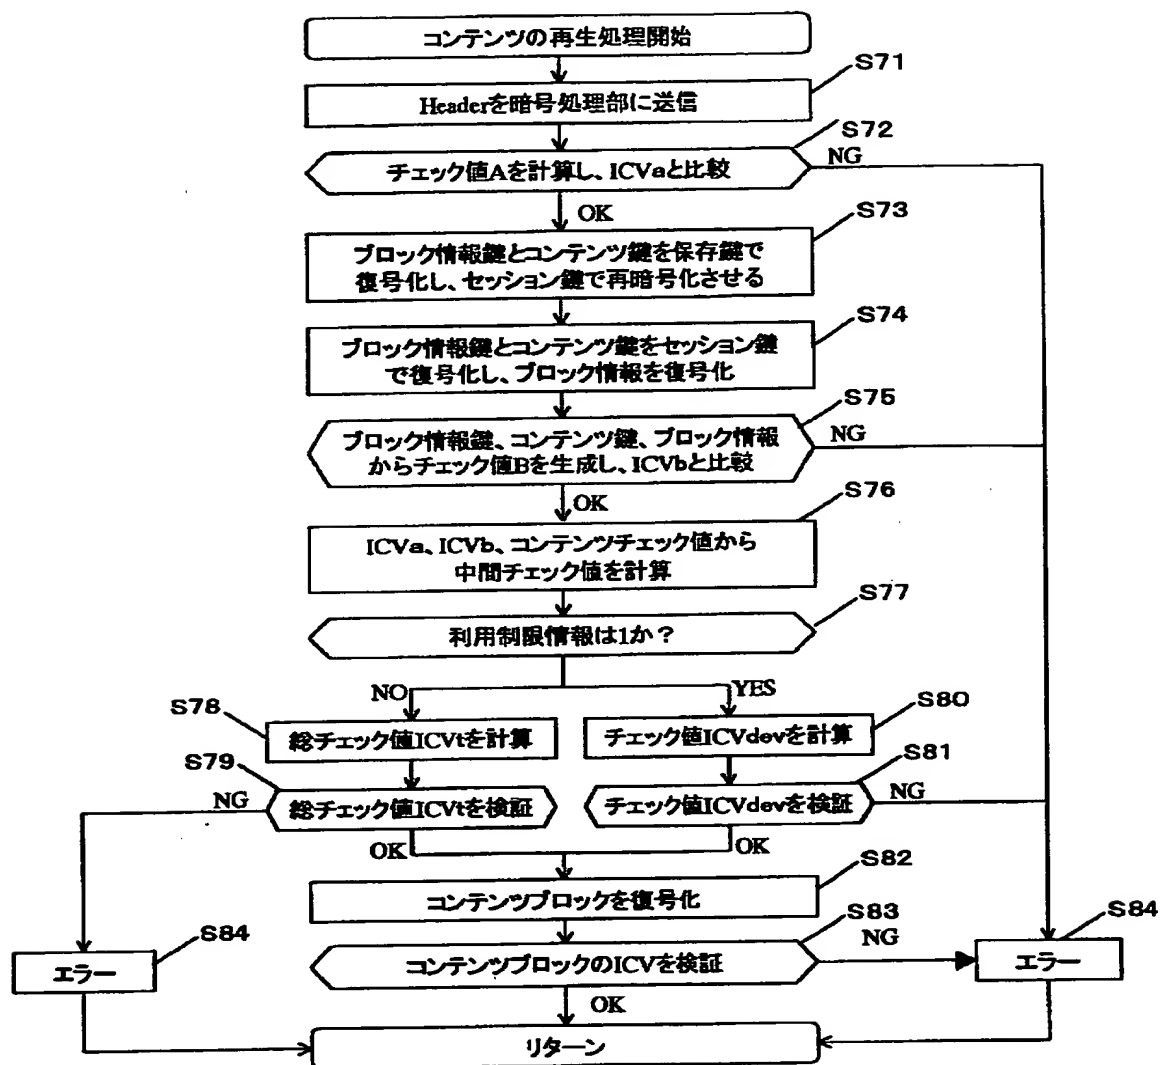 コンテンツの再生処理開始
S71
Headerを暗号処理部に送信
S72
チェック値Aを計算し、ICVaと比較
NG
OK
S73
ブロック情報鍵とコンテンツ鍵を保存鍵で
復号化し、セッション鍵で再暗号化させる
S74
ブロック情報鍵とコンテンツ鍵をセッション鍵
で復号化し、ブロック情報を復号化
S75
ブロック情報鍵、コンテンツ鍵、ブロック情報
からチェック値Bを生成し、ICVbと比較
NG
OK
S76
ICVa、ICVb、コンテンツチェック値から
中間チェック値を計算
S77
利用制限情報は1か？
NO
YES
S78
総チェック値ICVtを計算
S80
チェック値ICVdevを計算
S79
NG
総チェック値ICVtを検証
S81
チェック値ICVdevを検証
NG
OK
OK
S82
コンテンツブロックを復号化
S83
コンテンツブロックのICVを検証
NG
S84
エラー
S84
エラー
OK
リターン